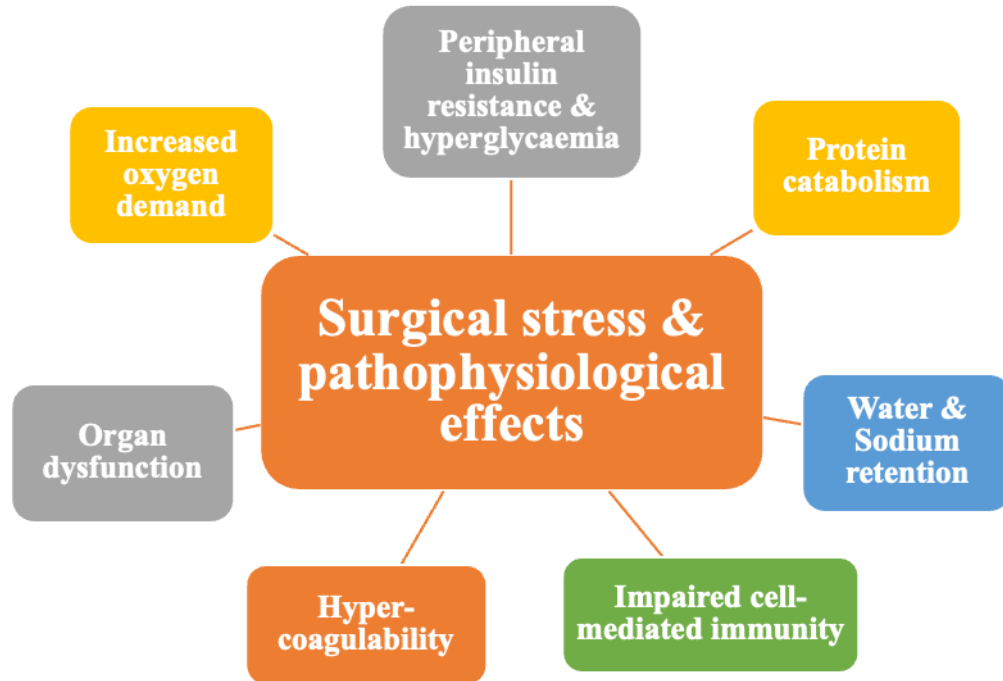 Peripheral
insulin
resistance &
hyperglycaemia
Increased
oxygen
demand
Protein
catabolism
Surgical stress &
pathophysiological
effects
Organ
dysfunction
Water &
Sodium
retention
Hyper-
coagulability
Impaired cell-
mediated immunity